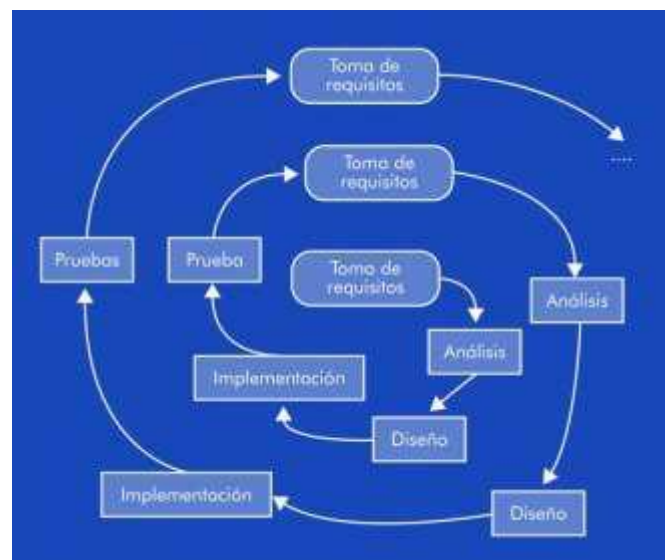 Toma de
requisitos
....
Toma de
requisitos
Pruebas
Prueba
Toma de
requisitos
Análisis
Análisis
Implementación
Diseño
Implementación
Diseño